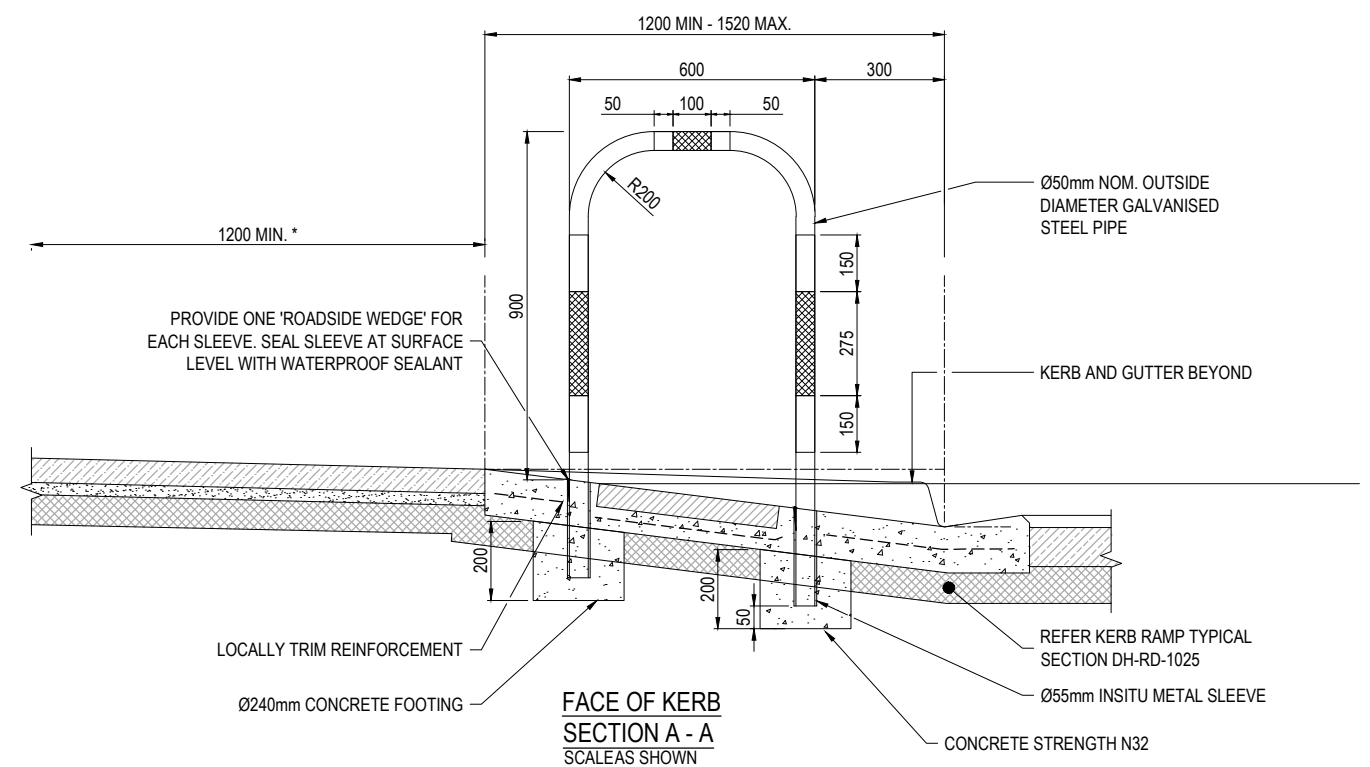 1200 MIN - 1520 MAX.
600
300
50
100
50
R200
Ø50mm NOM. OUTSIDE
DIAMETER GALVANISED
STEEL PIPE
1200 MIN. *
900
150
275
150
PROVIDE ONE 'ROADSIDE WEDGE' FOR
EACH SLEEVE. SEAL SLEEVE AT SURFACE
LEVEL WITH WATERPROOF SEALANT
KERB AND GUTTER BEYOND
200
200
50
LOCALLY TRIM REINFORCEMENT
Ø240mm CONCRETE FOOTING
REFER KERB RAMP TYPICAL
SECTION DH-RD-1025
Ø55mm INSITU METAL SLEEVE
CONCRETE STRENGTH N32
FACE OF KERB
SECTION A - A
SCALEAS SHOWN